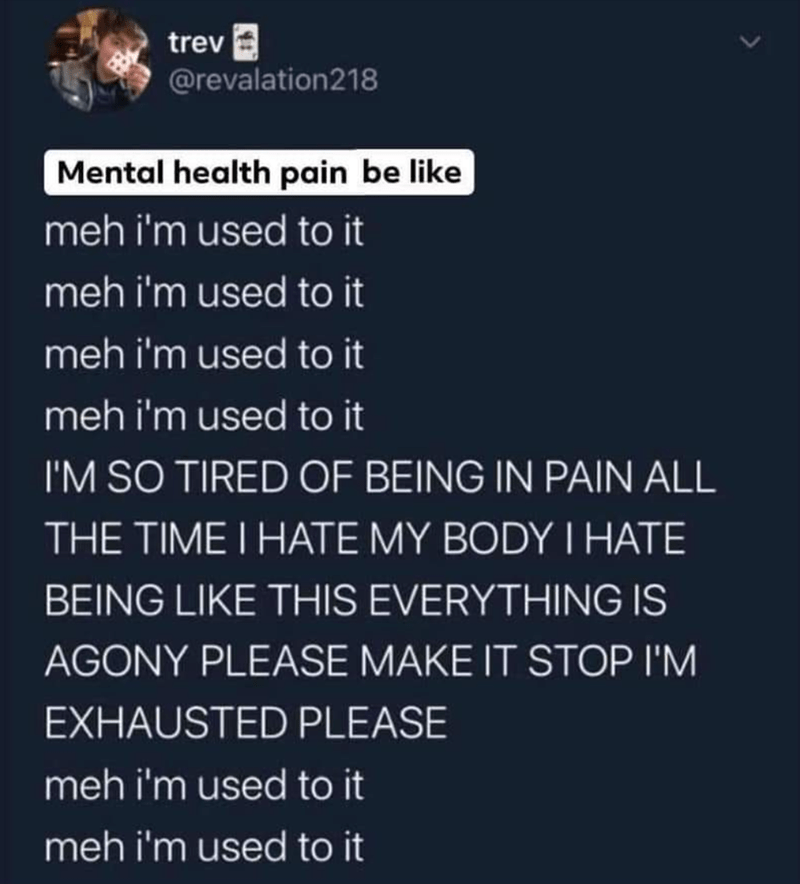 trev
@revalation218
Mental health pain be like
meh i'm used to it
meh i'm used to it
meh i'm used to it
meh i'm used to it
I'M SO TIRED OF BEING IN PAIN ALL
THE TIME I HATE MY BODY I HATE
BEING LIKE THIS EVERYTHING IS
AGONY PLEASE MAKE IT STOP I'M
EXHAUSTED PLEASE
meh i'm used to it
meh i'm used to it